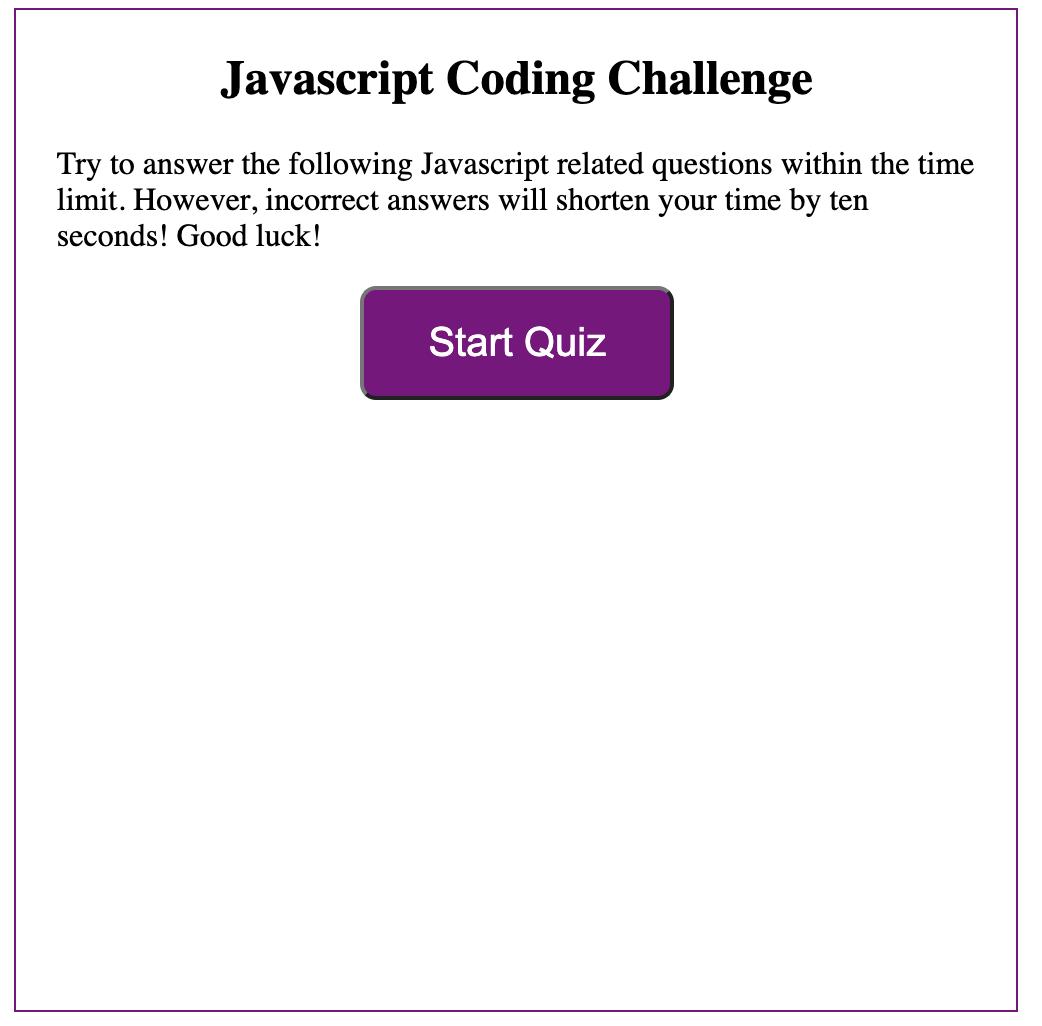 Javascript Coding Challenge
Try to answer the following Javascript related questions within the time
limit. However, incorrect answers will shorten your time by ten
seconds! Good luck!
Start Quiz